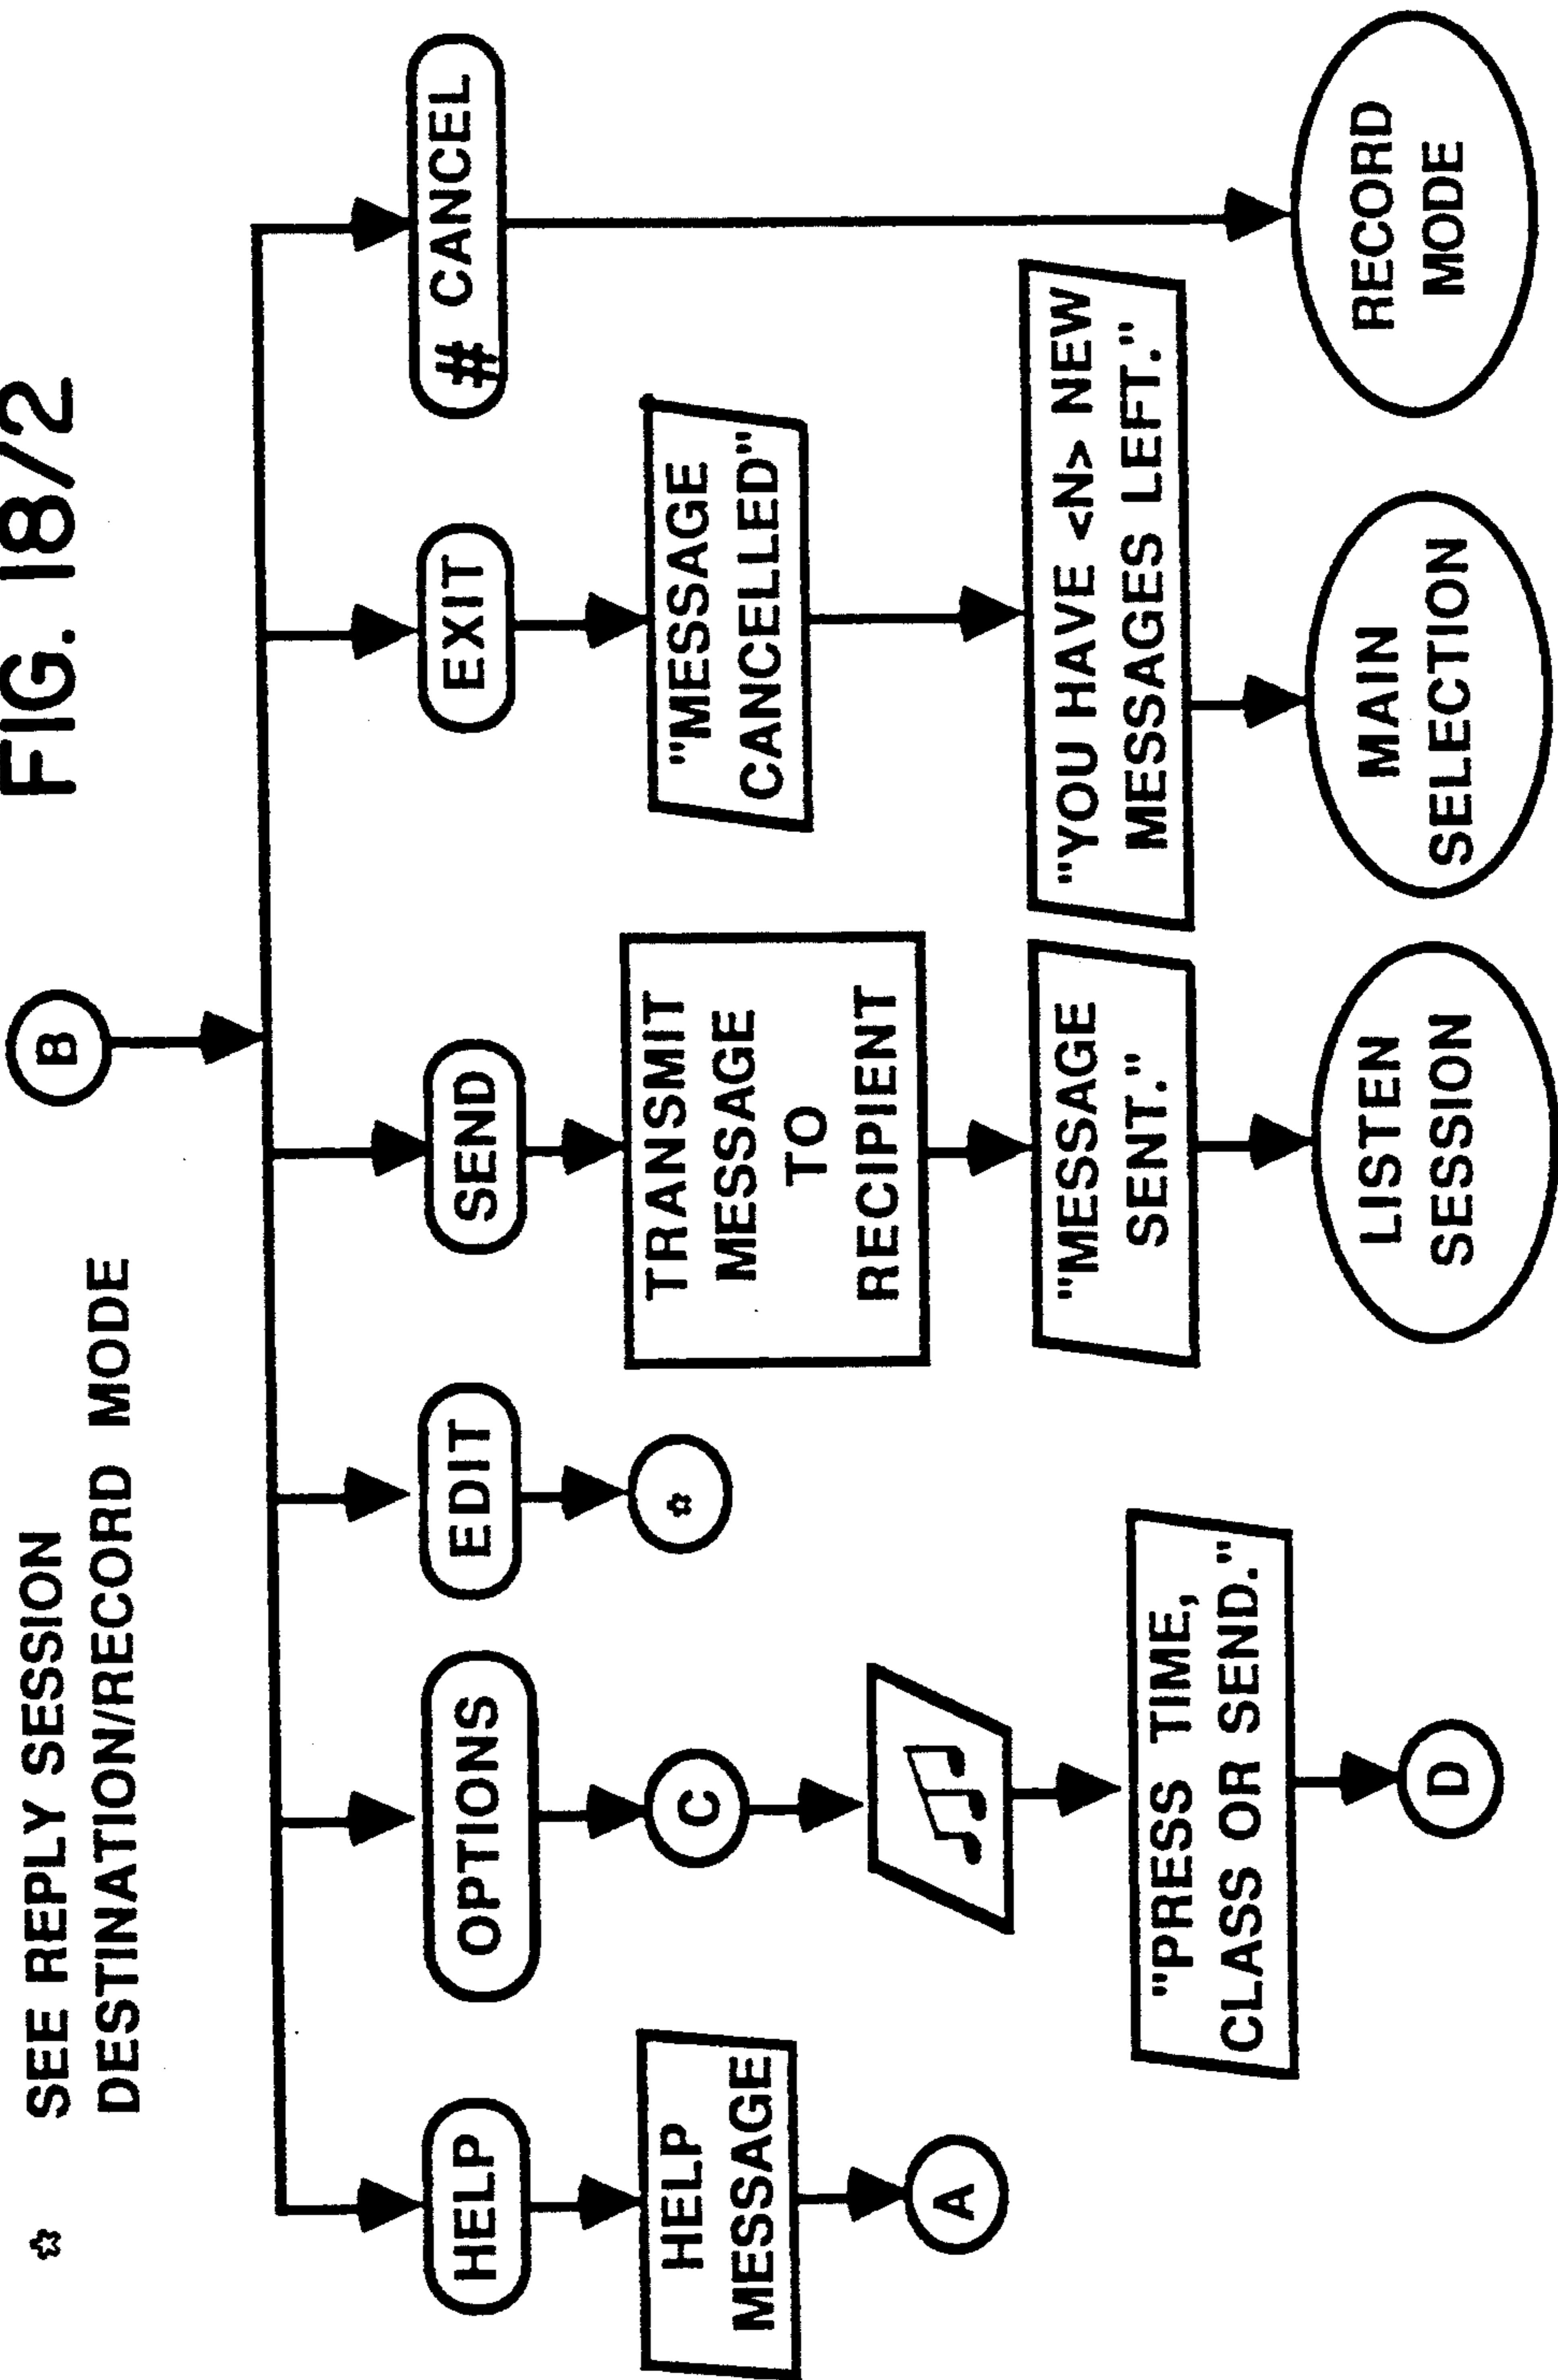 FIG. 18/2
* SEE REPLY SESSION
DESTINATION/RECORD MODE
B
HELP
OPTIONS
EDIT
SEND
EXIT
# CANCEL
HELP
MESSAGE
A
C
"PRESS TIME,
CLASS OR SEND."
D
*
TRANSMIT
MESSAGE
TO
RECIPIENT
"MESSAGE
SENT."
LISTEN
SESSION
"MESSAGE
CANCELLED"
"YOU HAVE <N> NEW
MESSAGES LEFT."
MAIN
SELECTION
RECORD
MODE